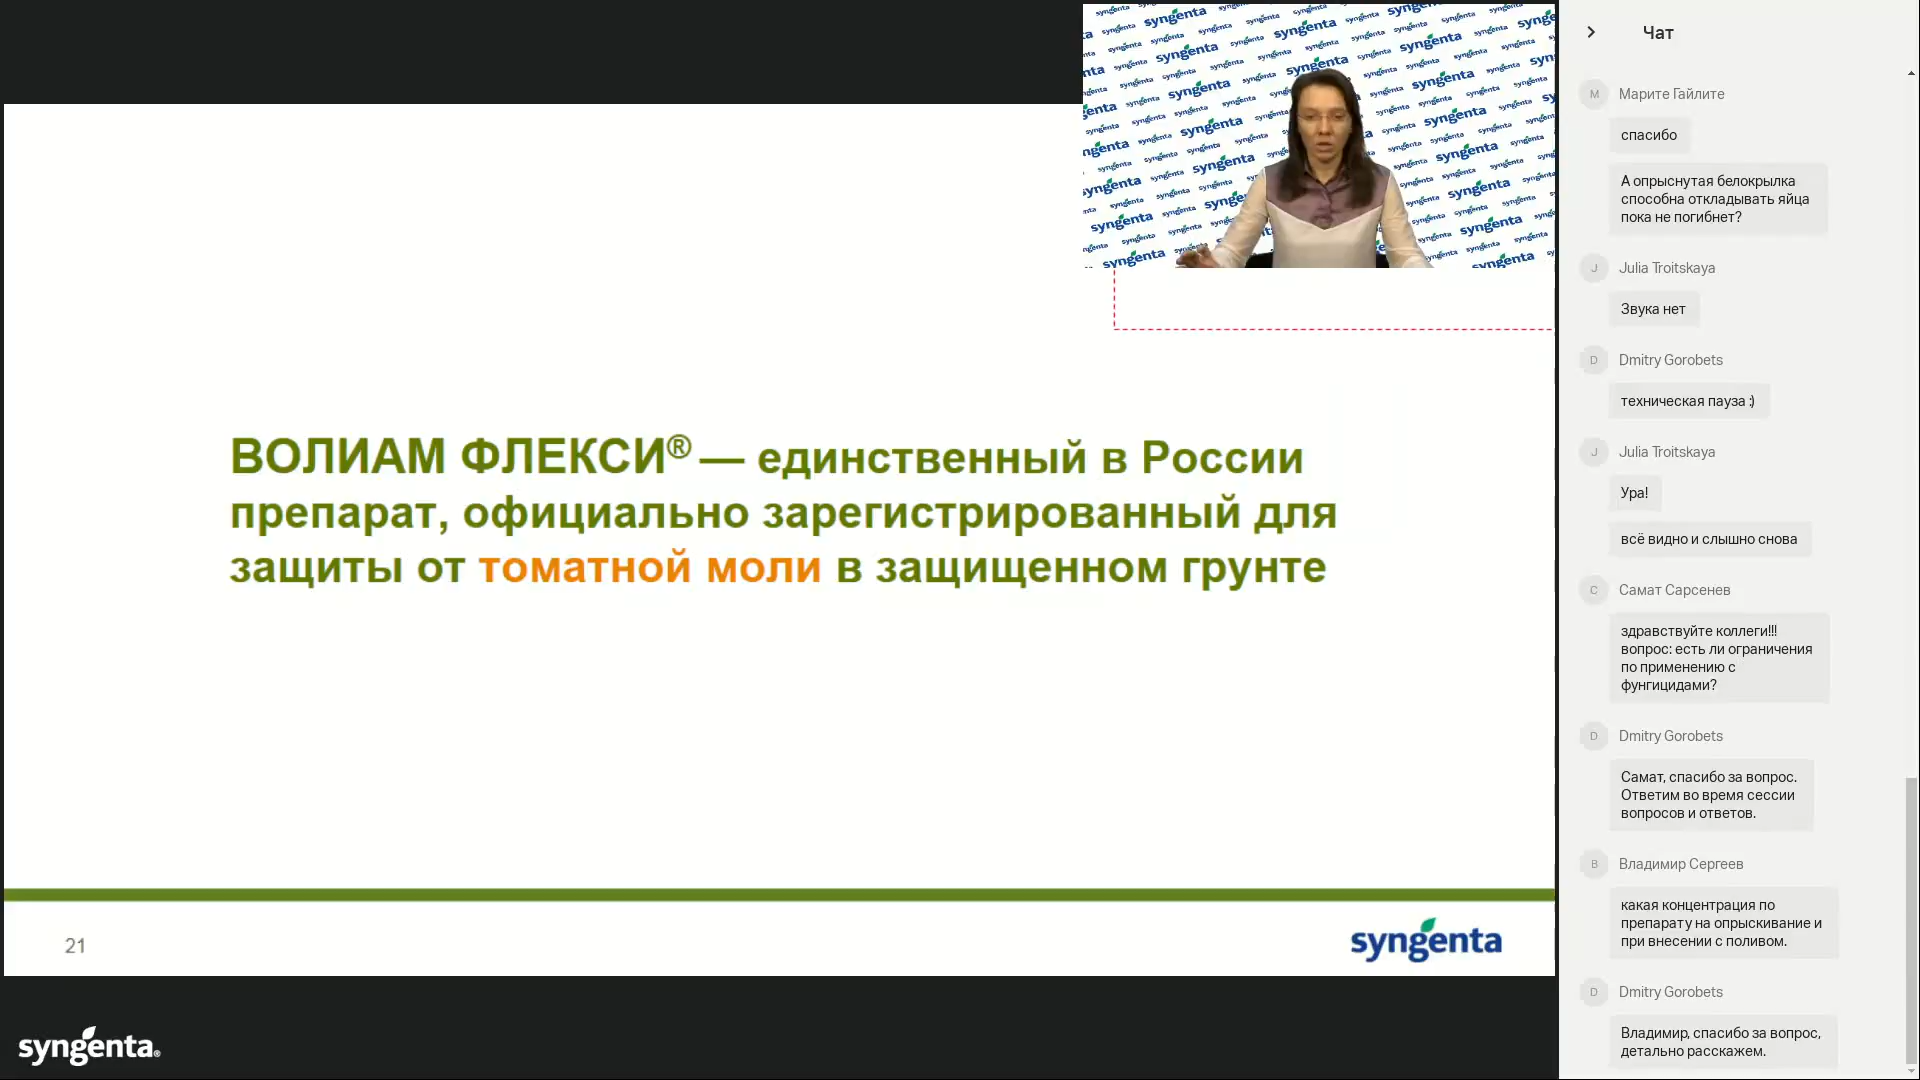 syngenta
ВОЛИАМ ФЛЕКСИ® — единственный в России
препарат, официально зарегистрированный для
защиты от томатной моли в защищенном грунте
21
syngenta
syngenta®
Чат
М
Марите Гайлите
спасибо
А опрыснутая белокрылка
способна откладывать яйца
пока не погибнет?
J
Julia Troitskaya
Звука нет
D
Dmitry Gorobets
техническая пауза :)
J
Julia Troitskaya
Ура!
всё видно и слышно снова
С
Самат Сарсенев
здравствуйте коллеги!!!
вопрос: есть ли ограничения
по применению с
фунгицидами?
D
Dmitry Gorobets
Самат, спасибо за вопрос.
Ответим во время сессии
вопросов и ответов.
В
Владимир Сергеев
какая концентрация по
препарату на опрыскивание и
при внесении с поливом.
D
Dmitry Gorobets
Владимир, спасибо за вопрос,
детально расскажем.